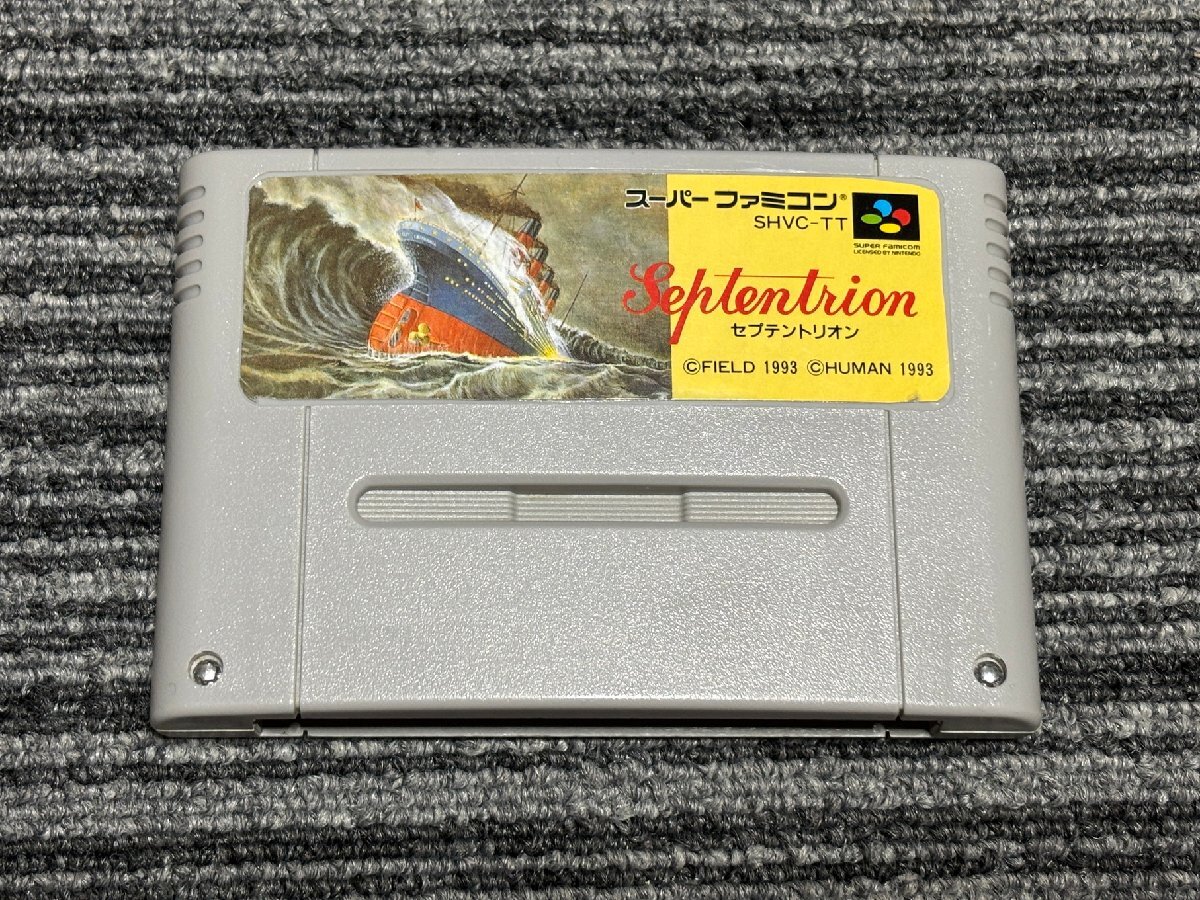 スーパーファミコン®
SHVC-TT
SUPER FAMICOM
LICENSED BY NINTENDO
Septentrion
セプテントリオン
©FIELD 1993 ©HUMAN 1993